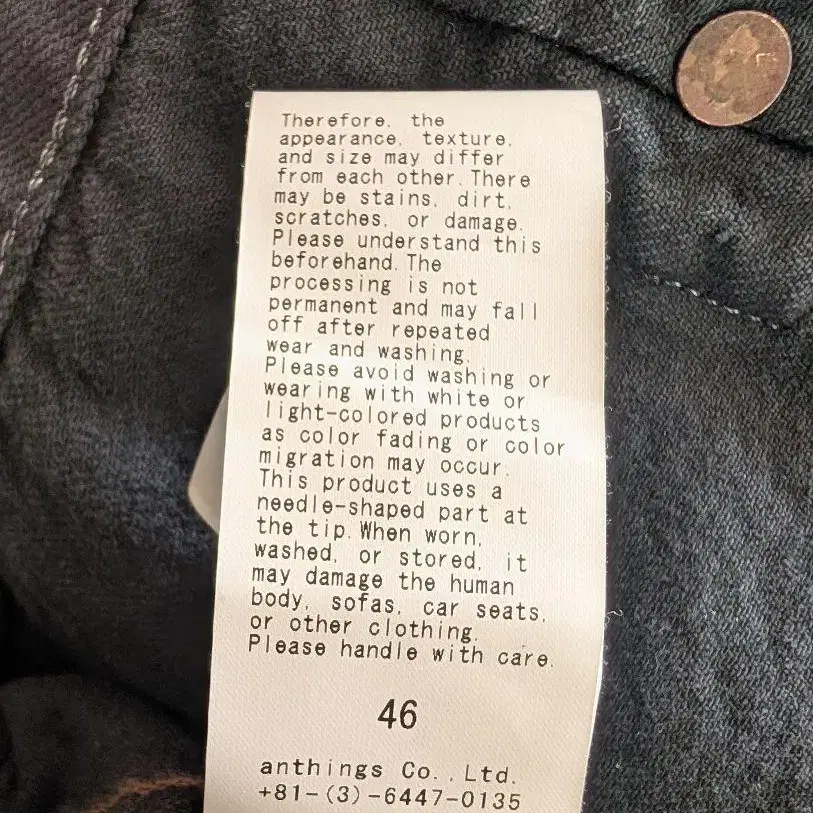 Therefore, the
appearance, texture,
and size may differ
from each other. There
may be stains, dirt,
scratches, or damage.
Please understand this
beforehand. The
processing is not
permanent and may fall
off after repeated
wear and washing.
Please avoid washing or
wearing with white or
light-colored products
as color fading or color
migration may occur.
This product uses a
needle-shaped part at
the tip. When worn,
washed, or stored, it
may damage the human
body, sofas, car seats,
or other clothing.
Please handle with care.
46
anthings Co.,Ltd.
+81-(3)-6447-0135